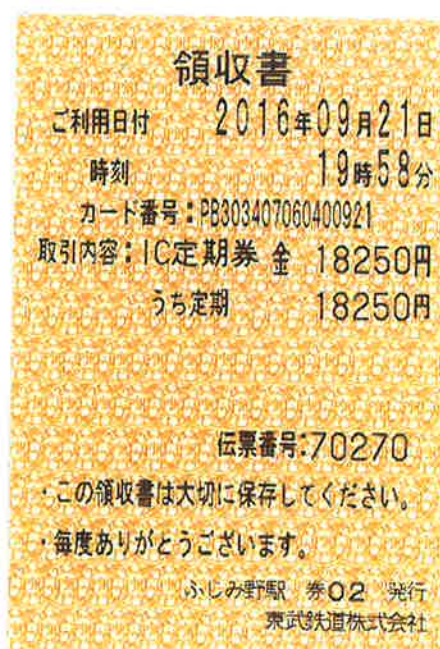 領収書
ご利用日付 2016年09月21日
時刻 19時58分
カード番号：PB303407060400921
取引内容：IC定期券 金 18250円
うち定期 18250円
伝票番号：70270
・この領収書は大切に保存してください。
・毎度ありがとうございます。
ふじみ野駅 券02 発行
東武鉄道株式会社